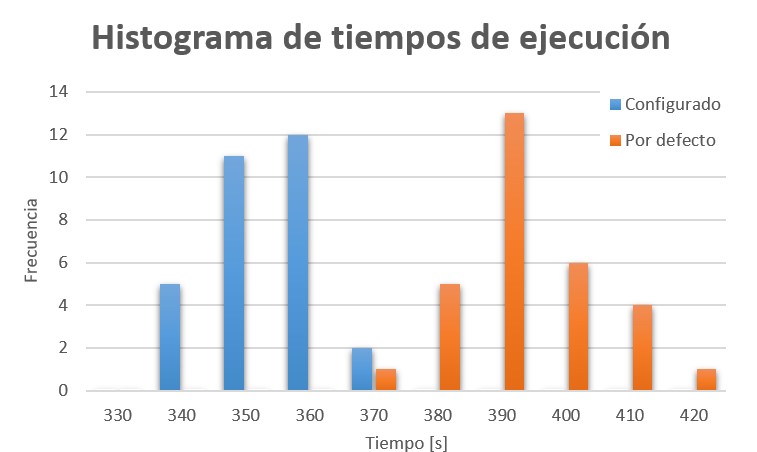 Histograma de tiempos de ejecución
14
12
10
8
6
4
2
0
Frecuencia
Configurado
Por defecto
330 340 350 360 370 380 390 400 410 420
Tiempo [s]